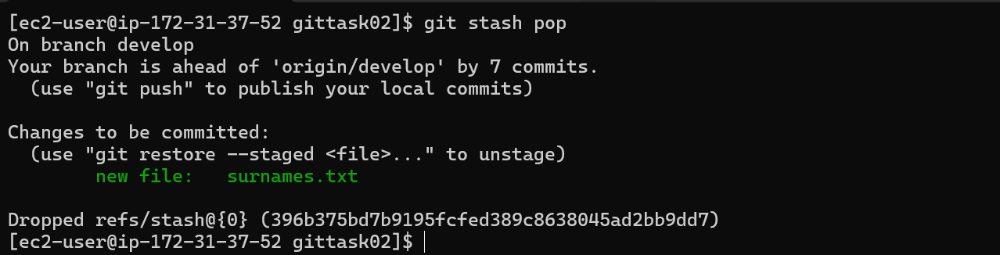 [ec2-user@ip-172-31-37-52 gittask02]$ git stash pop
On branch develop
Your branch is ahead of 'origin/develop' by 7 commits.
  (use "git push" to publish your local commits)

Changes to be committed:
  (use "git restore --staged <file>..." to unstage)
        new file:   surnames.txt

Dropped refs/stash@{0} (396b375bd7b9195fcfed389c8638045ad2bb9dd7)
[ec2-user@ip-172-31-37-52 gittask02]$